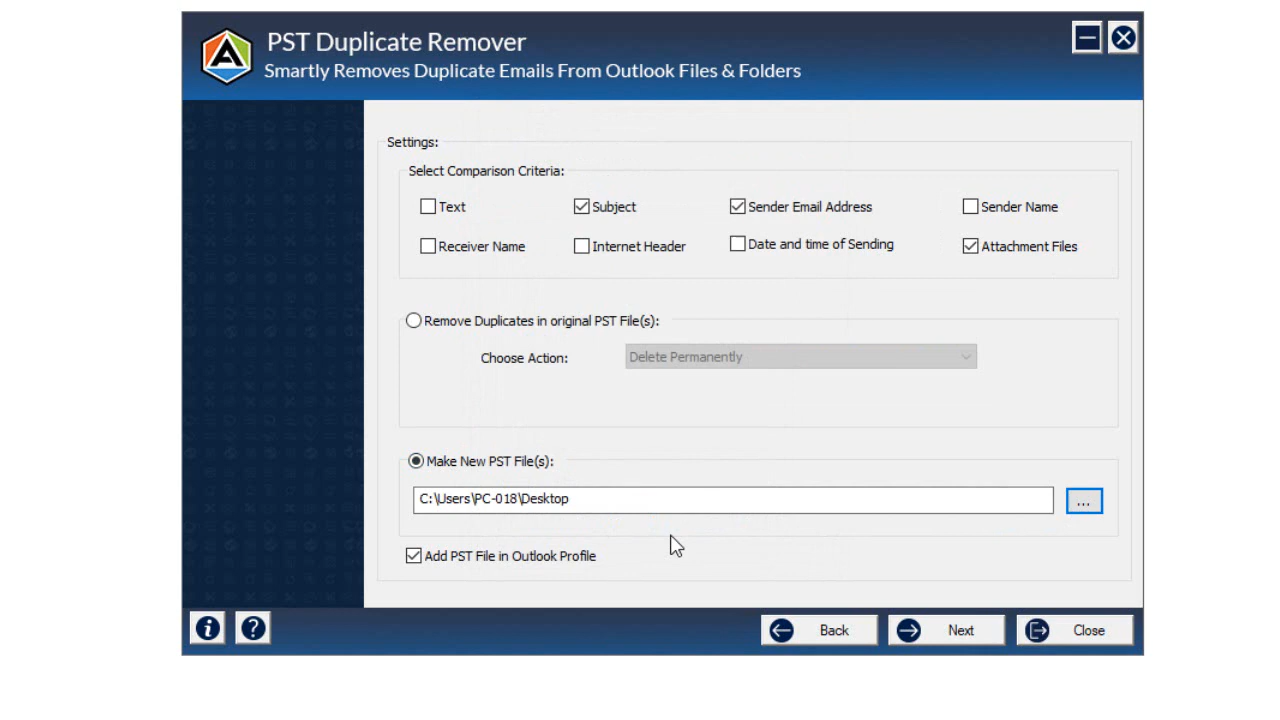 PST Duplicate Remover
Smartly Removes Duplicate Emails From Outlook Files & Folders
Settings:
Select Comparison Criteria:
Text Subject Sender Email Address Sender Name
Receiver Name Internet Header Date and time of Sending Attachment Files
Remove Duplicates in original PST File(s):
Choose Action: Delete Permanently
Make New PST File(s):
C:\Users\PC-018\Desktop ...
Add PST File in Outlook Profile
Back Next Close